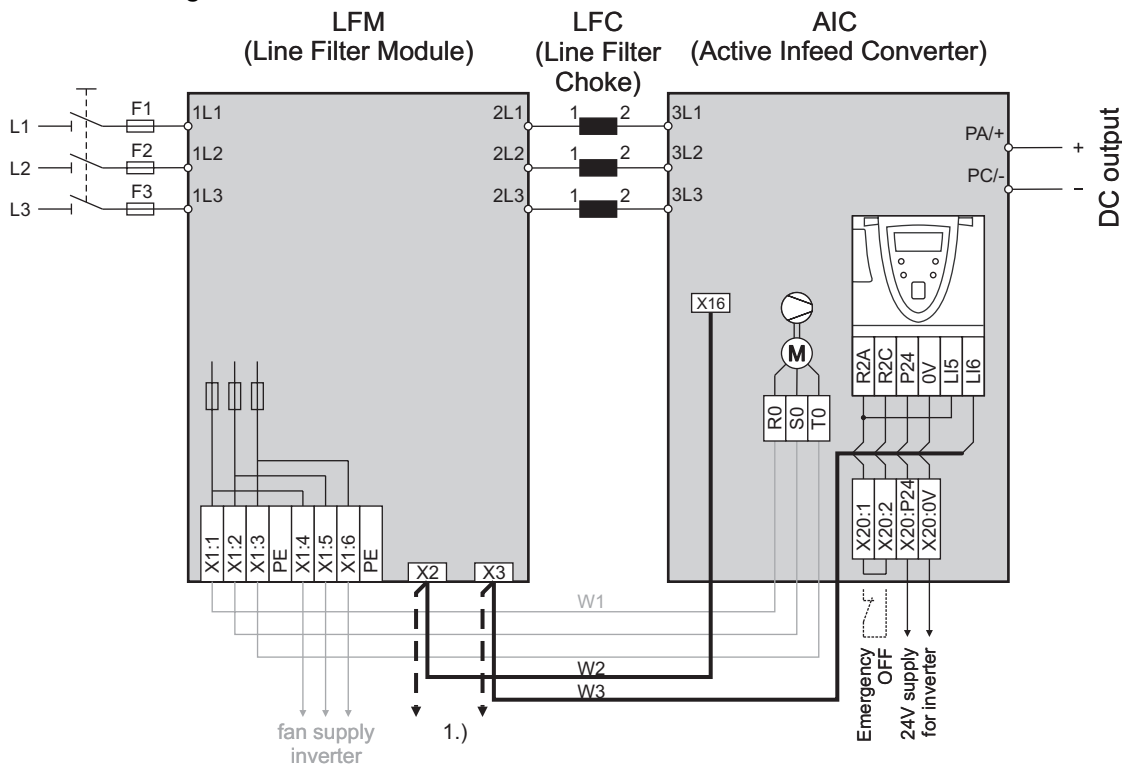 LFM
(Line Filter Module)
LFC
(Line Filter
Choke)
AIC
(Active Infeed Converter)
L1
F1
1L1
2L1
1
2
3L1
L2
F2
1L2
2L2
1
2
3L2
L3
F3
1L3
2L3
1
2
3L3
PA/+
+
PC/-
−
DC output
X16
M
R0
S0
T0
R2A
R2C
P24
0V
LI5
LI6
X20:1
X20:2
X20:P24
X20:0V
X1:1
X1:2
X1:3
PE
X1:4
X1:5
X1:6
PE
X2
X3
W1
W2
W3
fan supply
inverter
1.)
Emergency
OFF
24V supply
for inverter